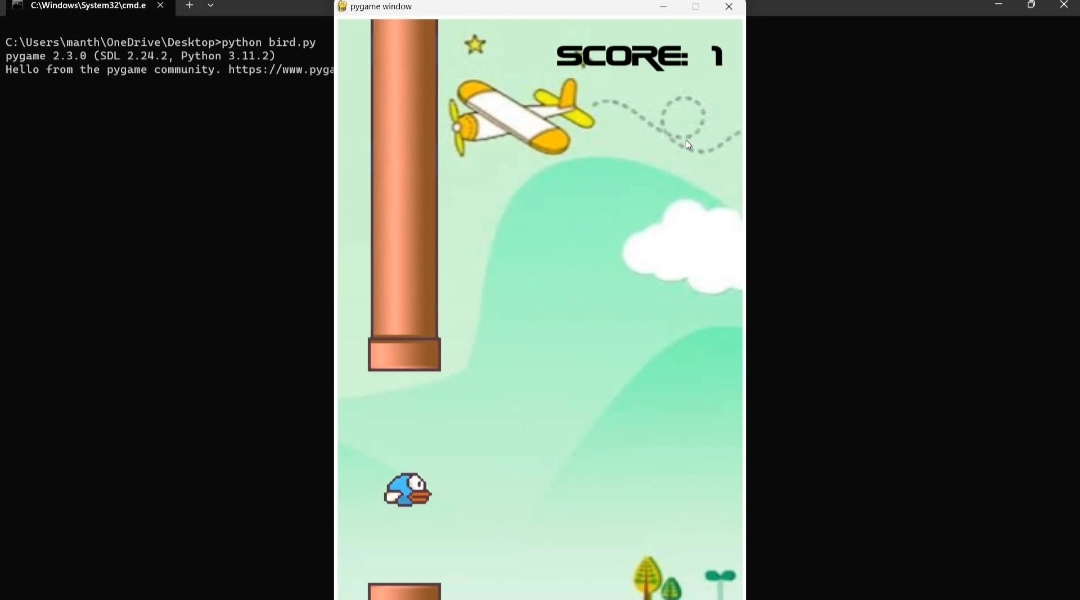 C:\Windows\System32\cmd.e
pygame window
C:\Users\manth\OneDrive\Desktop>python bird.py
pygame 2.3.0 (SDL 2.24.2, Python 3.11.2)
Hello from the pygame community. https://www.pyga
SCORE: 1